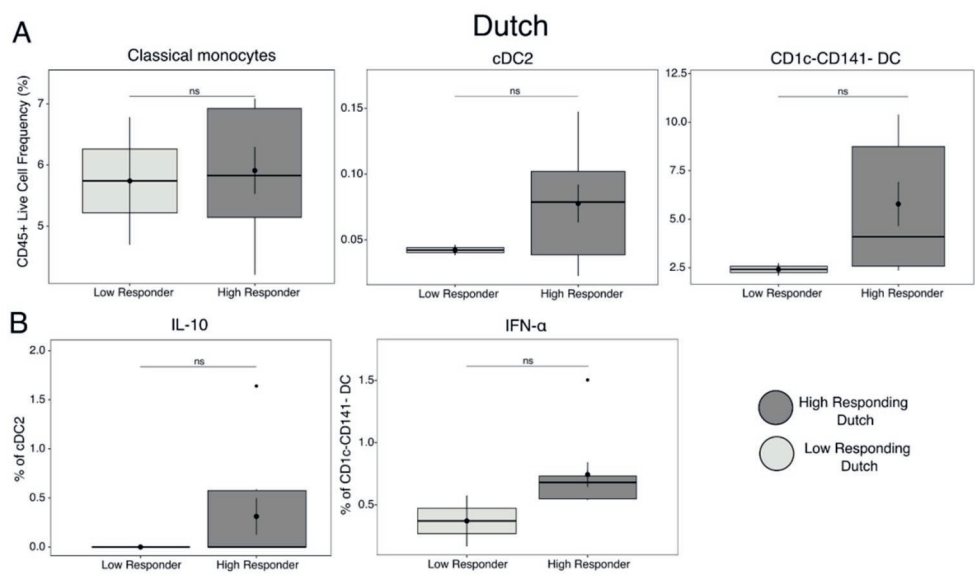 Dutch
A
Classical monocytes
cDC2
CD1c-CD141- DC
CD45+ Live Cell Frequency (%)
7
6
5
ns
Low Responder
High Responder
0.15
0.10
0.05
ns
Low Responder
High Responder
12.5
10.0
7.5
5.0
2.5
ns
Low Responder
High Responder
B
IL-10
IFN-α
% of cDC2
2.0
1.5
1.0
0.5
0.0
ns
Low Responder
High Responder
% of CD1c-CD141- DC
1.5
1.0
0.5
ns
Low Responder
High Responder
High Responding
Dutch
Low Responding
Dutch